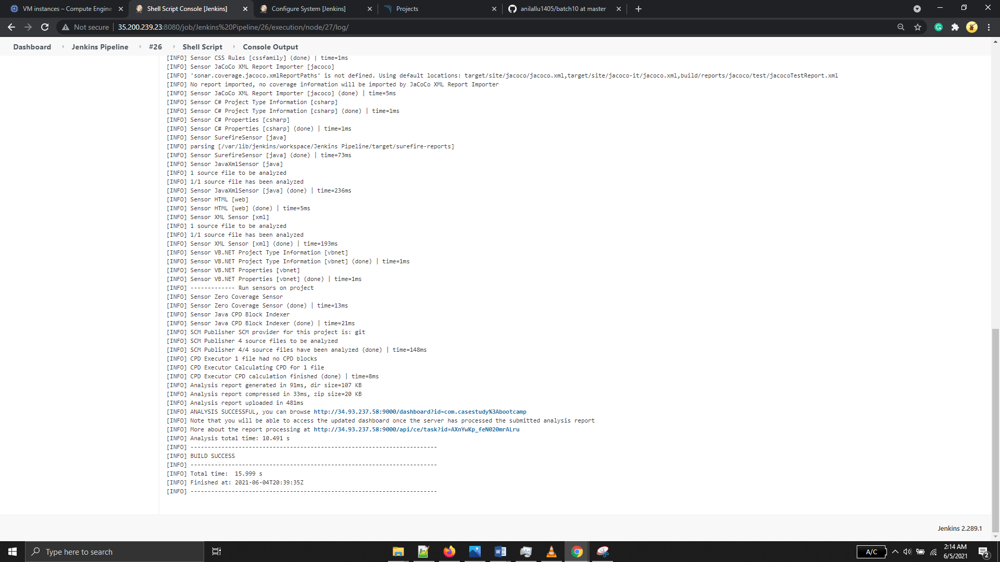 VM instances – Compute Engine
Shell Script Console [Jenkins]
Configure System [Jenkins]
Projects
anilallu1405/batch10 at master
Not secure
35.200.239.23:8080/job/Jenkins%20Pipeline/26/execution/node/27/log/
Dashboard
Jenkins Pipeline
#26
Shell Script
Console Output
[INFO] Sensor CSS Rules [cssfamily] (done) | time=1ms
[INFO] Sensor JaCoCo XML Report Importer [jacoco]
[INFO] 'sonar.coverage.jacoco.xmlReportPaths' is not defined. Using default locations: target/site/jacoco/jacoco.xml,target/site/jacoco-it/jacoco.xml,build/reports/jacoco/test/jacocoTestReport.xml
[INFO] No report imported, no coverage information will be imported by JaCoCo XML Report Importer
[INFO] Sensor JaCoCo XML Report Importer [jacoco] (done) | time=5ms
[INFO] Sensor C# Project Type Information [csharp]
[INFO] Sensor C# Project Type Information [csharp] (done) | time=1ms
[INFO] Sensor C# Properties [csharp]
[INFO] Sensor C# Properties [csharp] (done) | time=1ms
[INFO] Sensor SurefireSensor [java]
[INFO] parsing [/var/lib/jenkins/workspace/Jenkins Pipeline/target/surefire-reports]
[INFO] Sensor SurefireSensor [java] (done) | time=73ms
[INFO] Sensor JavaXmlSensor [java]
[INFO] 1 source file to be analyzed
[INFO] 1/1 source file has been analyzed
[INFO] Sensor JavaXmlSensor [java] (done) | time=236ms
[INFO] Sensor HTML [web]
[INFO] Sensor HTML [web] (done) | time=5ms
[INFO] Sensor XML Sensor [xml]
[INFO] 1 source file to be analyzed
[INFO] 1/1 source file has been analyzed
[INFO] Sensor XML Sensor [xml] (done) | time=193ms
[INFO] Sensor VB.NET Project Type Information [vbnet]
[INFO] Sensor VB.NET Project Type Information [vbnet] (done) | time=1ms
[INFO] Sensor VB.NET Properties [vbnet]
[INFO] Sensor VB.NET Properties [vbnet] (done) | time=1ms
[INFO] ------------- Run sensors on project
[INFO] Sensor Zero Coverage Sensor
[INFO] Sensor Zero Coverage Sensor (done) | time=13ms
[INFO] Sensor Java CPD Block Indexer
[INFO] Sensor Java CPD Block Indexer (done) | time=21ms
[INFO] SCM Publisher SCM provider for this project is: git
[INFO] SCM Publisher 4 source files to be analyzed
[INFO] SCM Publisher 4/4 source files have been analyzed (done) | time=148ms
[INFO] CPD Executor 1 file had no CPD blocks
[INFO] CPD Executor Calculating CPD for 1 file
[INFO] CPD Executor CPD calculation finished (done) | time=8ms
[INFO] Analysis report generated in 91ms, dir size=107 KB
[INFO] Analysis report compressed in 33ms, zip size=20 KB
[INFO] Analysis report uploaded in 481ms
[INFO] ANALYSIS SUCCESSFUL, you can browse http://34.93.237.58:9000/dashboard?id=com.casestudy%3Abootcamp
[INFO] Note that you will be able to access the updated dashboard once the server has processed the submitted analysis report
[INFO] More about the report processing at http://34.93.237.58:9000/api/ce/task?id=AXnYwKp_feN020mrALru
[INFO] Analysis total time: 10.491 s
[INFO] ------------------------------------------------------------------------
[INFO] BUILD SUCCESS
[INFO] ------------------------------------------------------------------------
[INFO] Total time:  15.999 s
[INFO] Finished at: 2021-06-04T20:39:35Z
[INFO] ------------------------------------------------------------------------
Jenkins 2.289.1
Type here to search
A/C
2:14 AM
6/5/2021
2